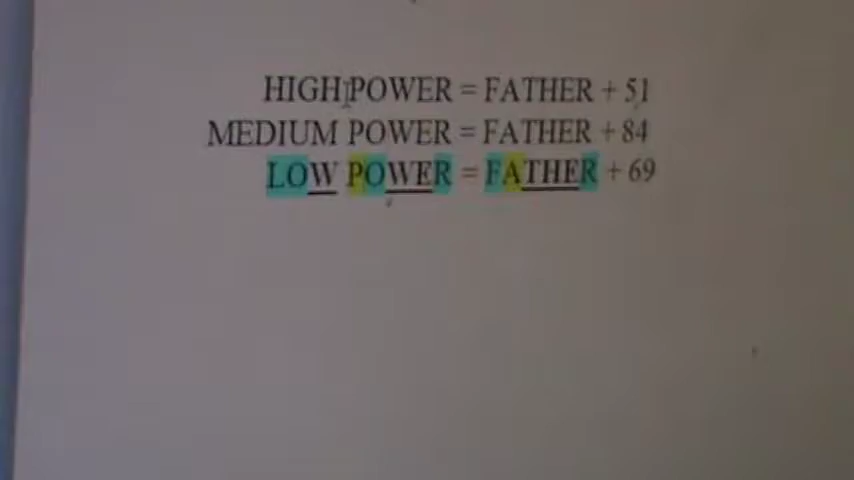 HIGH POWER = FATHER + 51
MEDIUM POWER = FATHER + 84
LOW POWER = FATHER + 69